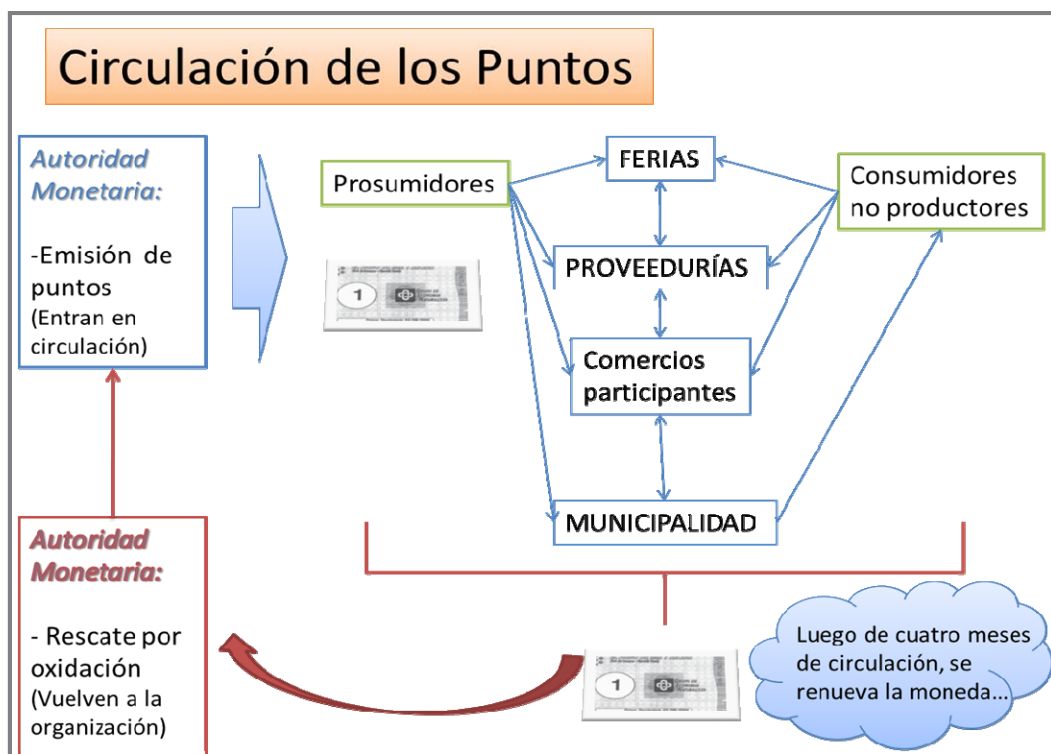 Circulación de los Puntos
Autoridad
Monetaria:
-Emisión de
puntos
(Entran en
circulación)
Prosumidores
FERIAS
Consumidores
no productores
PROVEEDURÍAS
1
Comercios
participantes
MUNICIPALIDAD
Autoridad
Monetaria:
- Rescate por
oxidación
(Vuelven a la
organización)
1
Luego de cuatro meses
de circulación, se
renueva la moneda...